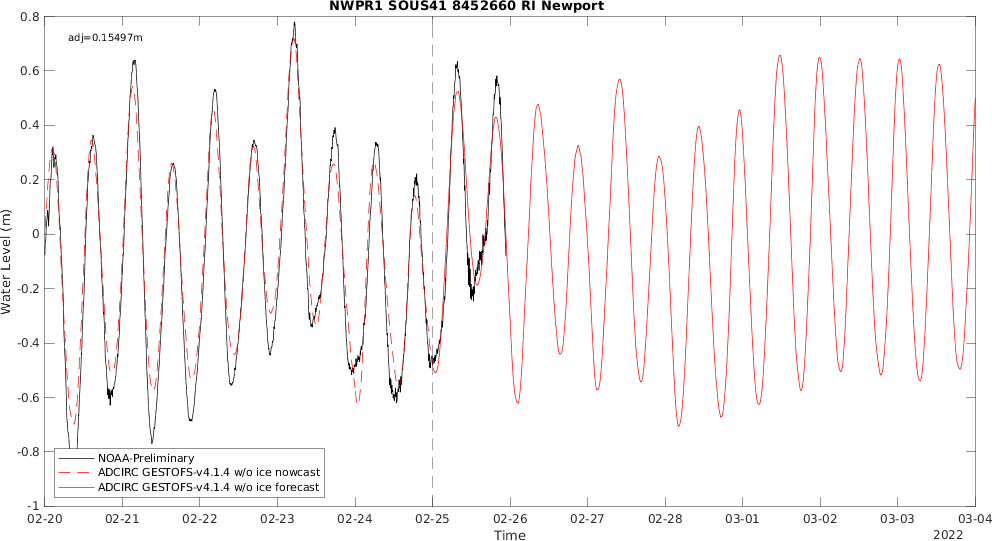 NWPR1 SOUS41 8452660 RI Newport
adj=0.15497m
0.8
0.6
0.4
0.2
0
-0.2
-0.4
-0.6
-0.8
-1
Water Level (m)
NOAA-Preliminary
ADCIRC GESTOFS-v4.1.4 w/o ice nowcast
ADCIRC GESTOFS-v4.1.4 w/o ice forecast
02-20 02-21 02-22 02-23 02-24 02-25 02-26 02-27 02-28 03-01 03-02 03-03 03-04
Time
2022